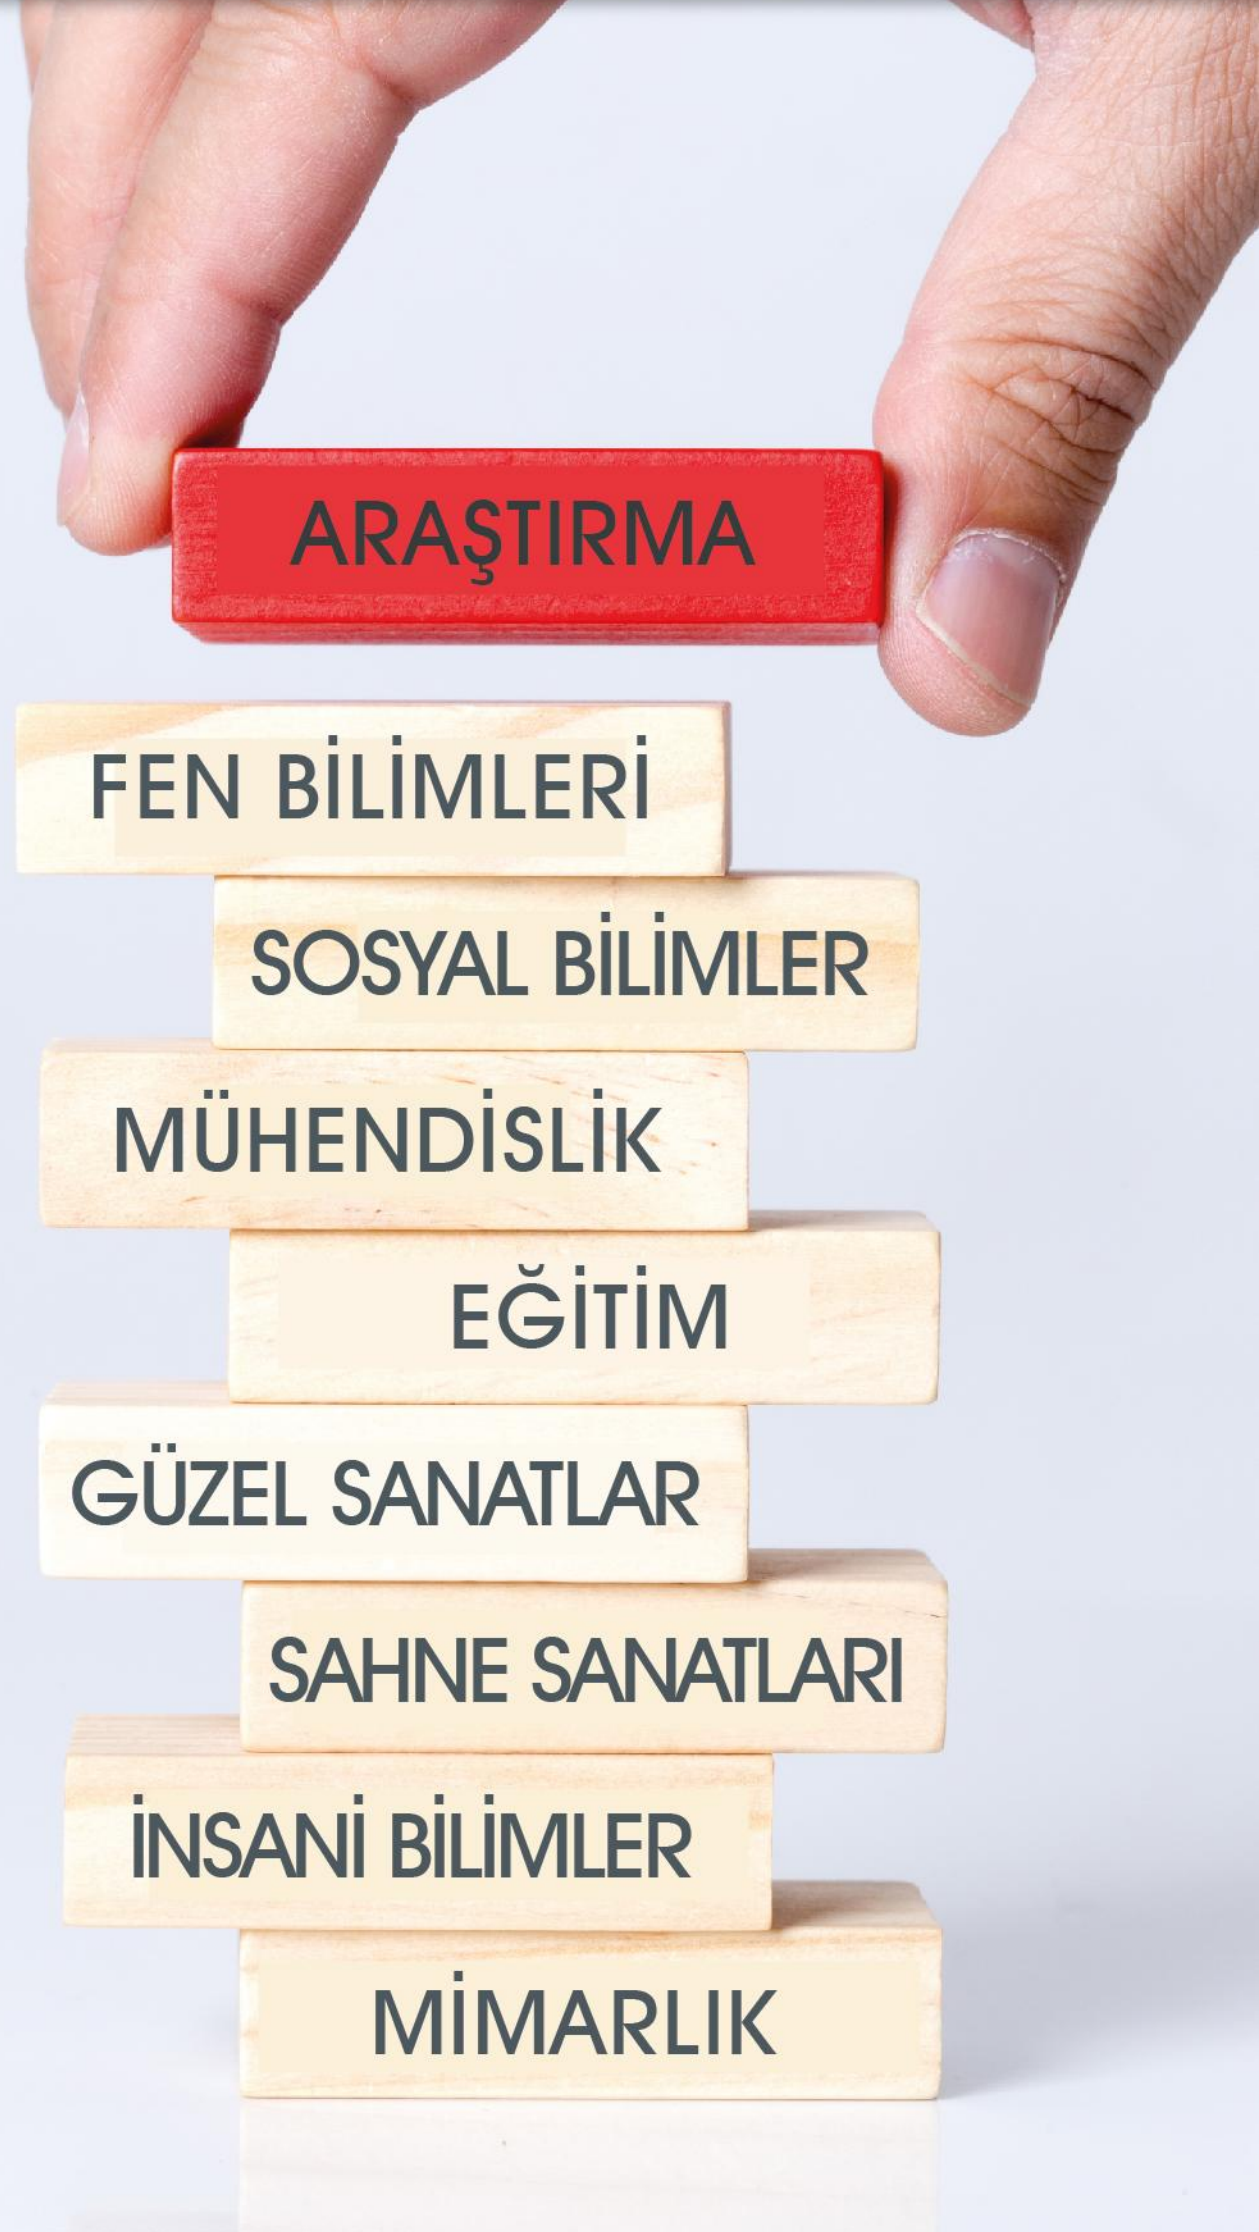 ARAŞTIRMA
FEN BİLİMLERİ
SOSYAL BİLİMLER
MÜHENDİSLİK
EĞİTİM
GÜZEL SANATLAR
SAHNE SANATLARI
İNSANİ BİLİMLER
MİMARLIK